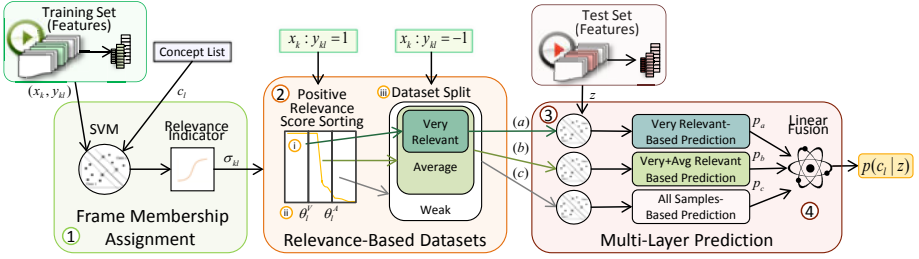 Training Set
(Features)
Concept List
(x_k, y_kl)
c_l
SVM
Relevance
Indicator
σ_kl
1
Frame Membership
Assignment
x_k : y_kl = 1
x_k : y_kl = −1
2
Positive
Relevance
Score Sorting
i
ii
θ_l^V
θ_l^A
iii
Dataset Split
Very
Relevant
Average
Weak
Relevance-Based Datasets
(a)
(b)
(c)
Test Set
(Features)
z
3
Very Relevant-
Based Prediction
Very+Avg Relevant
Based Prediction
All Samples-
Based Prediction
p_a
p_b
p_c
Linear
Fusion
4
Multi-Layer Prediction
p(c_l | z)